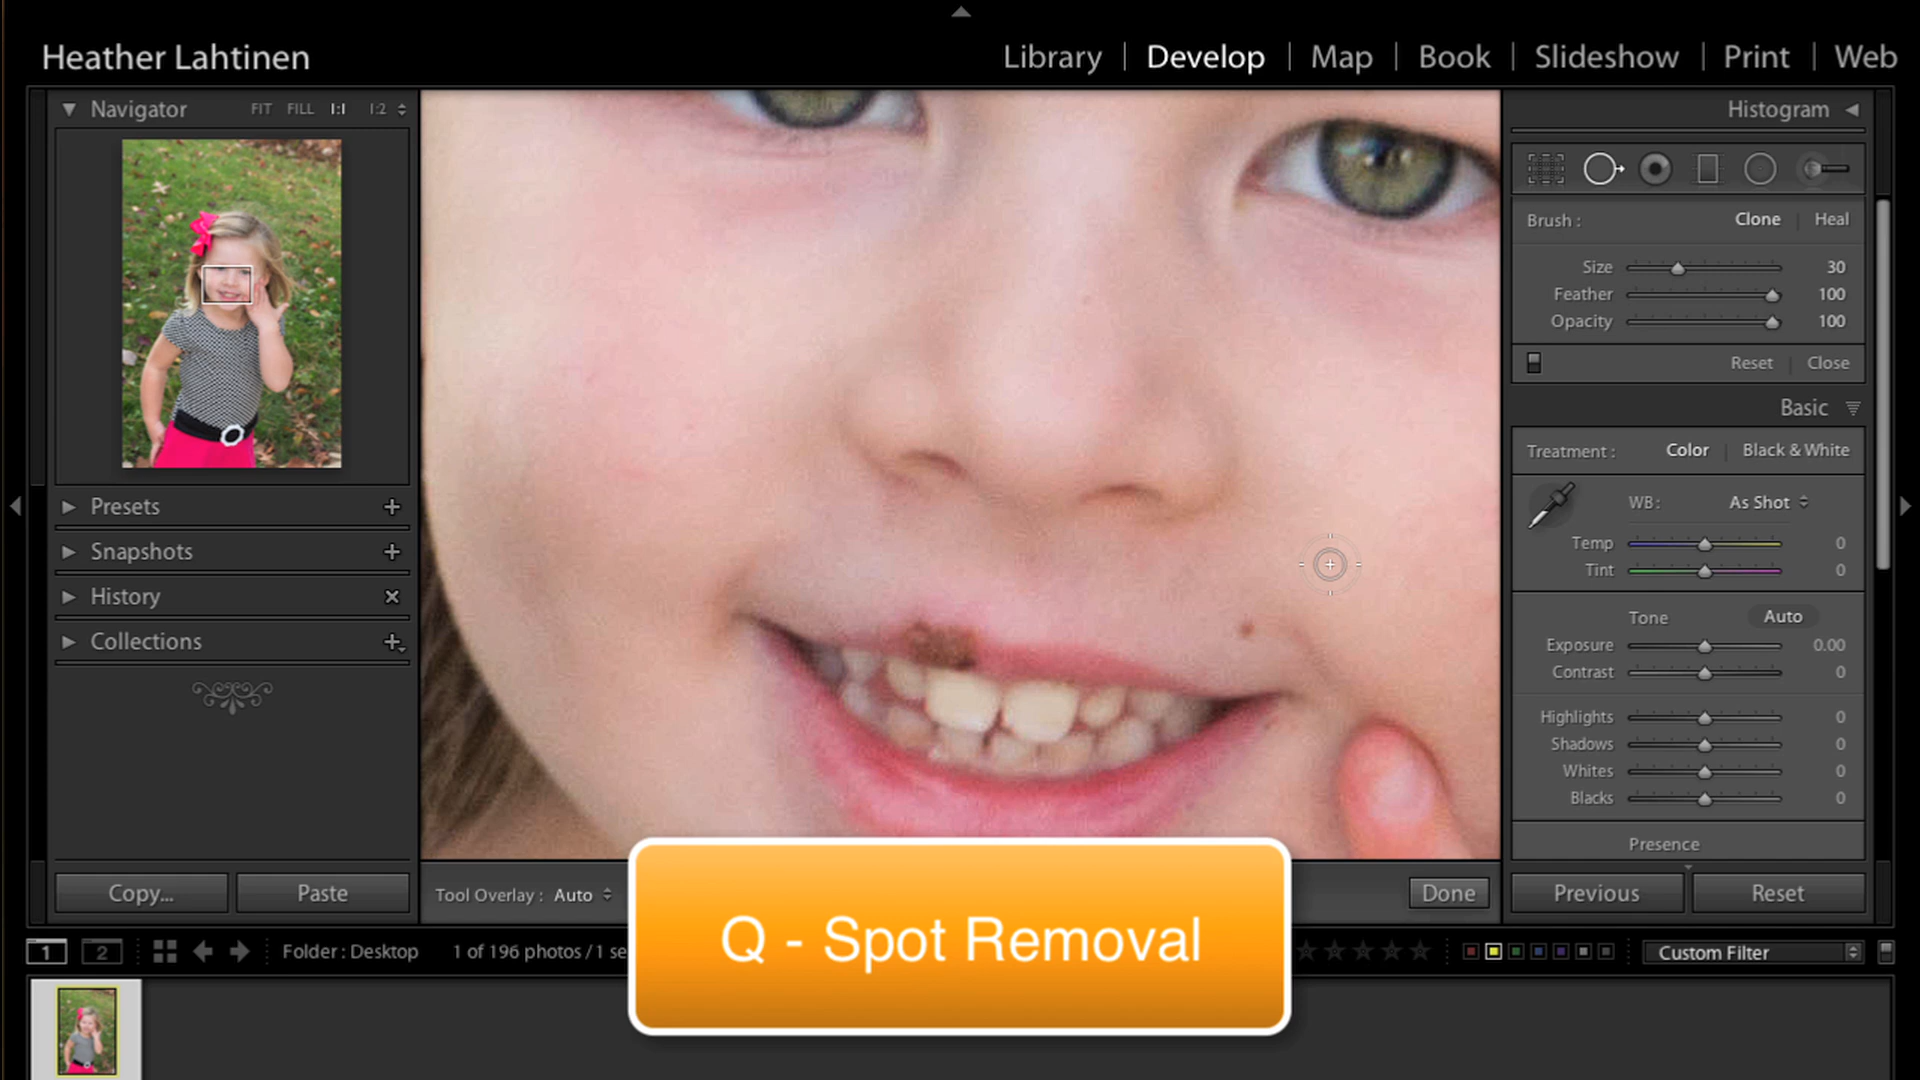 Heather Lahtinen
Library | Develop | Map | Book | Slideshow | Print | Web
Navigator FIT FILL 1:1 1:2
Presets
Snapshots
History
Collections
Copy... Paste
Histogram
Brush : Clone | Heal
Size 30
Feather 100
Opacity 100
Reset | Close
Basic
Treatment : Color | Black & White
WB : As Shot
Temp 0
Tint 0
Tone Auto
Exposure 0.00
Contrast 0
Highlights 0
Shadows 0
Whites 0
Blacks 0
Presence
Previous Reset
Tool Overlay : Auto Done
Q - Spot Removal
1 2 Folder : Desktop 1 of 196 photos / 1 se
Custom Filter